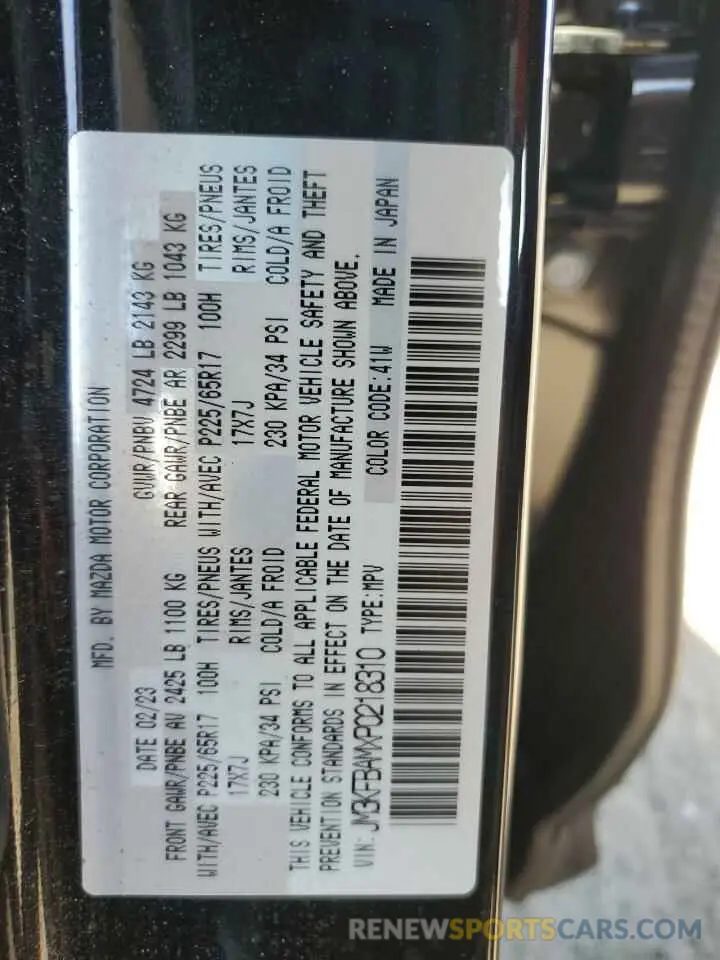 MFD. BY MAZDA MOTOR CORPORATION
DATE 02/23 GVWR/PNBV 4724 LB 2143 KG
FRONT GAWR/PNBE AV 2425 LB 1100 KG REAR GAWR/PNBE AR 2299 LB 1043 KG
WITH/AVEC P225/65R17 100H TIRES/PNEUS WITH/AVEC P225/65R17 100H TIRES/PNEUS
17X7J RIMS/JANTES 17X7J RIMS/JANTES
230 KPA/34 PSI COLD/A FROID 230 KPA/34 PSI COLD/A FROID
THIS VEHICLE CONFORMS TO ALL APPLICABLE FEDERAL MOTOR VEHICLE SAFETY AND THEFT
PREVENTION STANDARDS IN EFFECT ON THE DATE OF MANUFACTURE SHOWN ABOVE.
VIN: JM3KFBAMXP0218310 TYPE:MPV COLOR CODE:41W MADE IN JAPAN
RENEWSPORTSCARS.COM